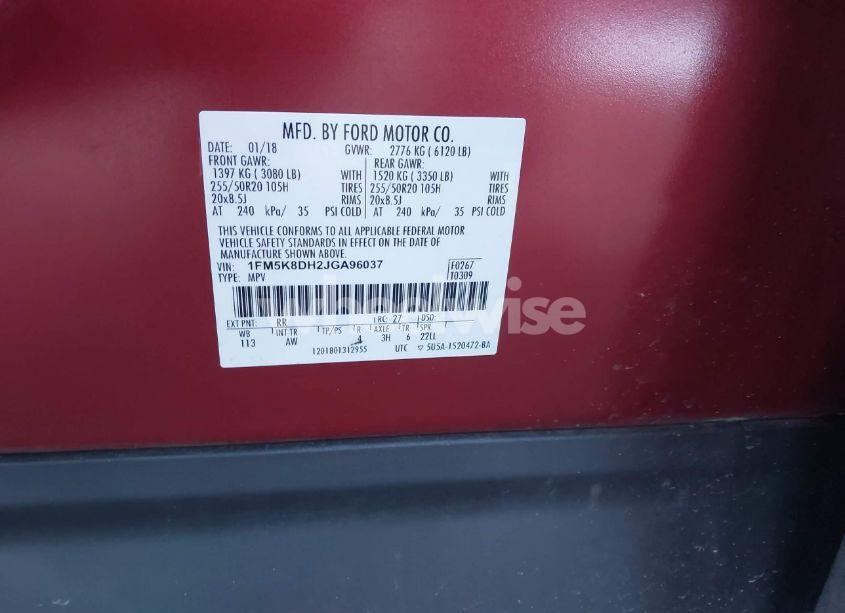 MFD. BY FORD MOTOR CO.
DATE: 01/18 GVWR: 2776 KG ( 6120 LB)
FRONT GAWR: REAR GAWR:
1397 KG ( 3080 LB) WITH 1520 KG ( 3350 LB) WITH
255/50R20 105H TIRES 255/50R20 105H TIRES
20x8.5J RIMS 20x8.5J RIMS
AT 240 kPa/ 35 PSI COLD AT 240 kPa/ 35 PSI COLD
THIS VEHICLE CONFORMS TO ALL APPLICABLE FEDERAL MOTOR
VEHICLE SAFETY STANDARDS IN EFFECT ON THE DATE OF
MANUFACTURE SHOWN ABOVE.
VIN: 1FM5K8DH2JGA96037 F0267
TYPE: MPV T0309
EXT PNT: RR RC: 27 DSO:
WB INT TR TP/PS R AXLE TR SPR
113 AW 4 3H 6 22LL
1201801312955 UTC 5U5A-1520472-BA
wheelwise